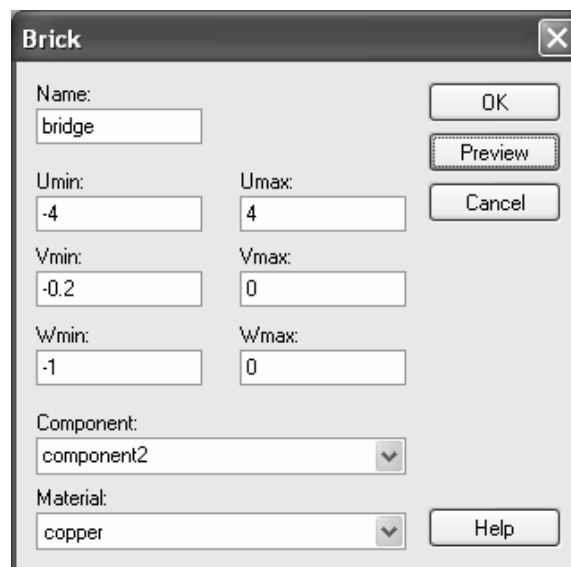 Brick
Name:
bridge
OK
Preview
Umin: Umax:
-4 4
Cancel
Vmin: Vmax:
-0.2 0
Wmin: Wmax:
-1 0
Component:
component2
Material:
copper
Help